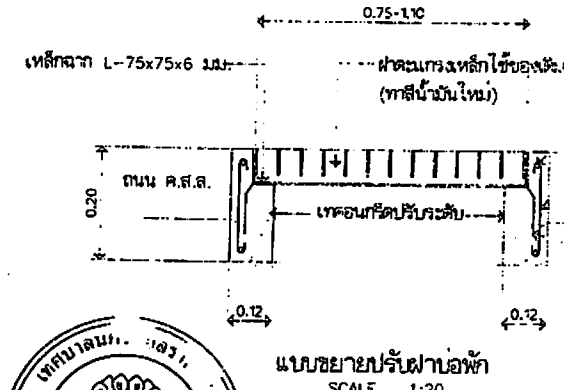 0.75-1.10
เหล็กฉาก L-75x75x6 มม.
ฝาตะแกรงเหล็กใช้ของเดิม
(ทาสีน้ำมันใหม่)
ถนน ค.ส.ล.
0.20
เทคอนกรีตปรับระดับ
0.12
0.12
แบบขยายปรับฝาบ่อพัก
SCALE 1:20